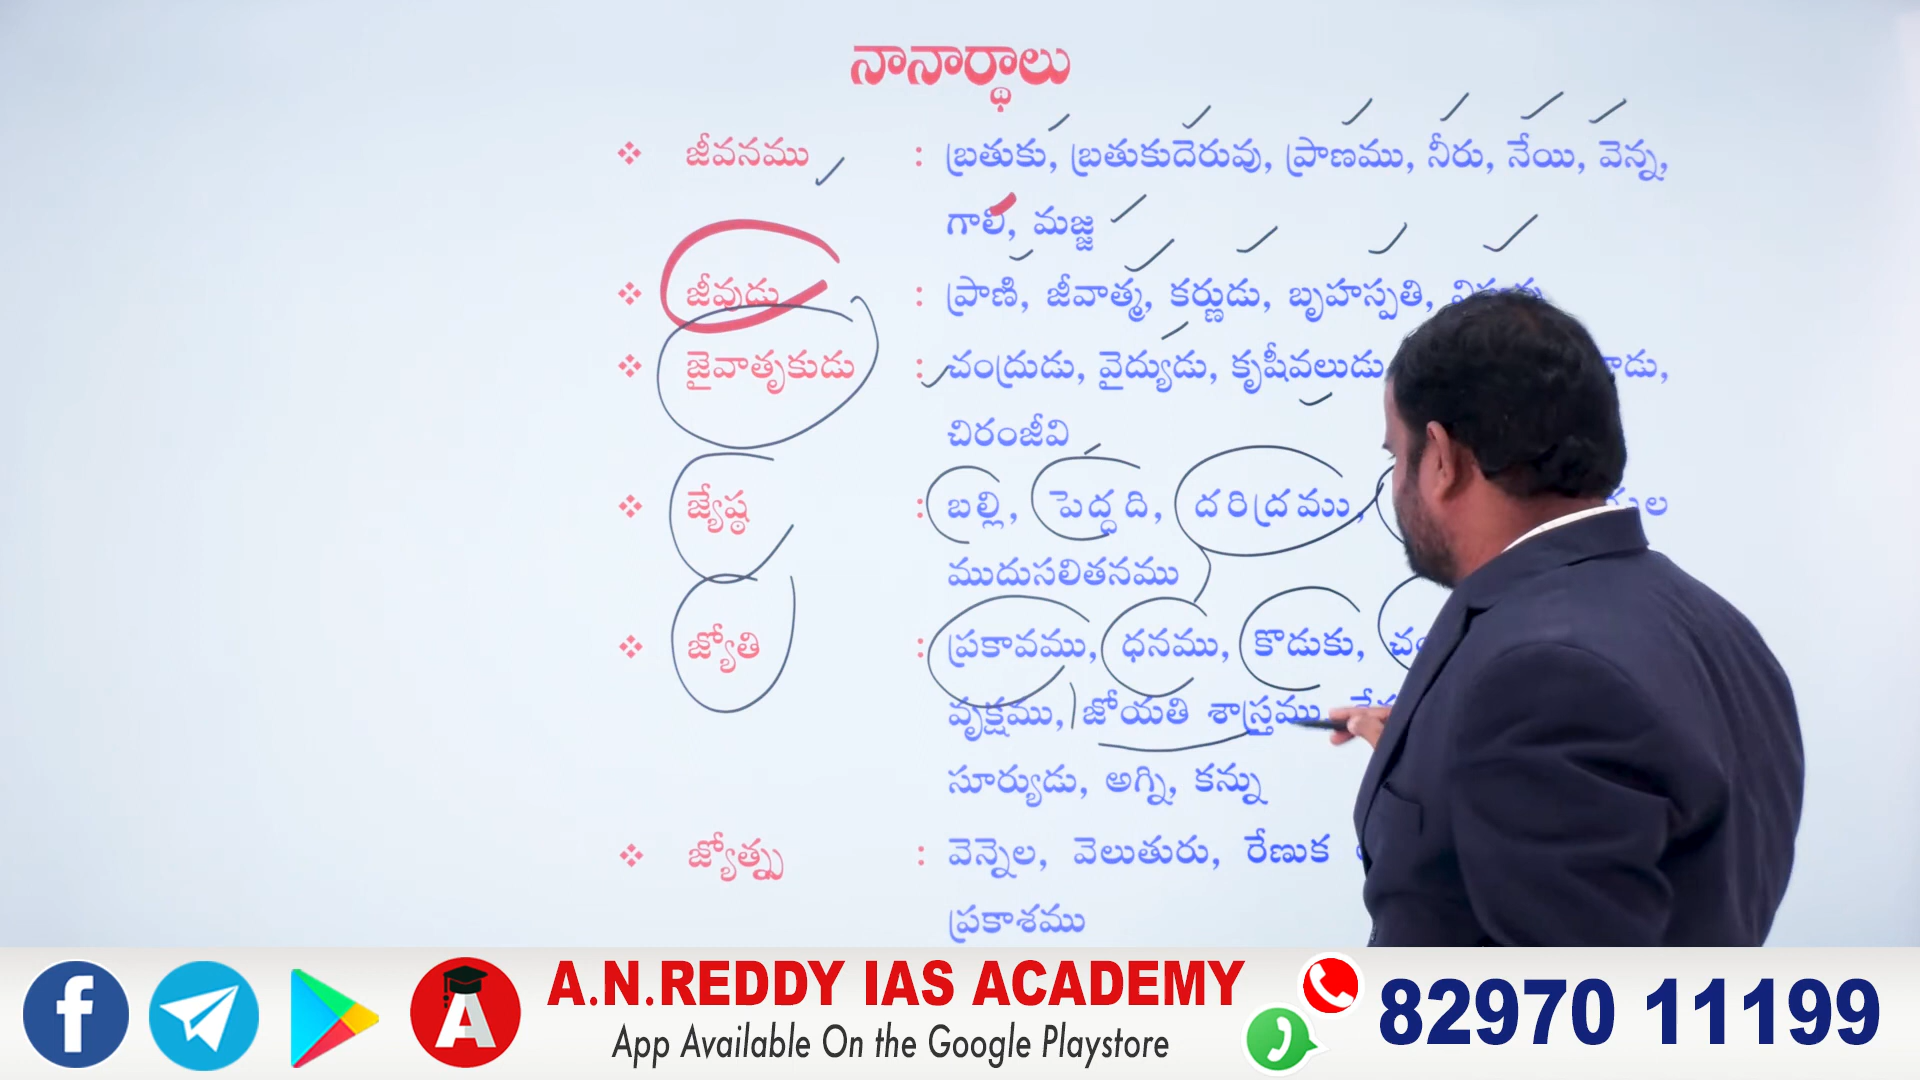 నానార్థాలు
❖ జీవనము : బ్రతుకు, బ్రతుకుదెరువు, ప్రాణము, నీరు, నేయి, వెన్న,
గాలి, మజ్జ
❖ జీవుడు : ప్రాణి, జీవాత్మ, కర్ణుడు, బృహస్పతి,
❖ జైవాతృకుడు : చంద్రుడు, వైద్యుడు, కృషీవలుడు
చిరంజీవి
❖ జ్యేష్ఠ : బల్లి, పెద్దది, దరిద్రము,
ముదుసలితనము
❖ జ్యోతి : ప్రకావము, ధనము, కొడుకు,
వృక్షము, జోయతి శాస్త్రము,
సూర్యుడు, అగ్ని, కన్ను
❖ జ్యోత్స్న : వెన్నెల, వెలుతురు, రేణుక
ప్రకాశము
A.N.REDDY IAS ACADEMY
App Available On the Google Playstore
82970 11199